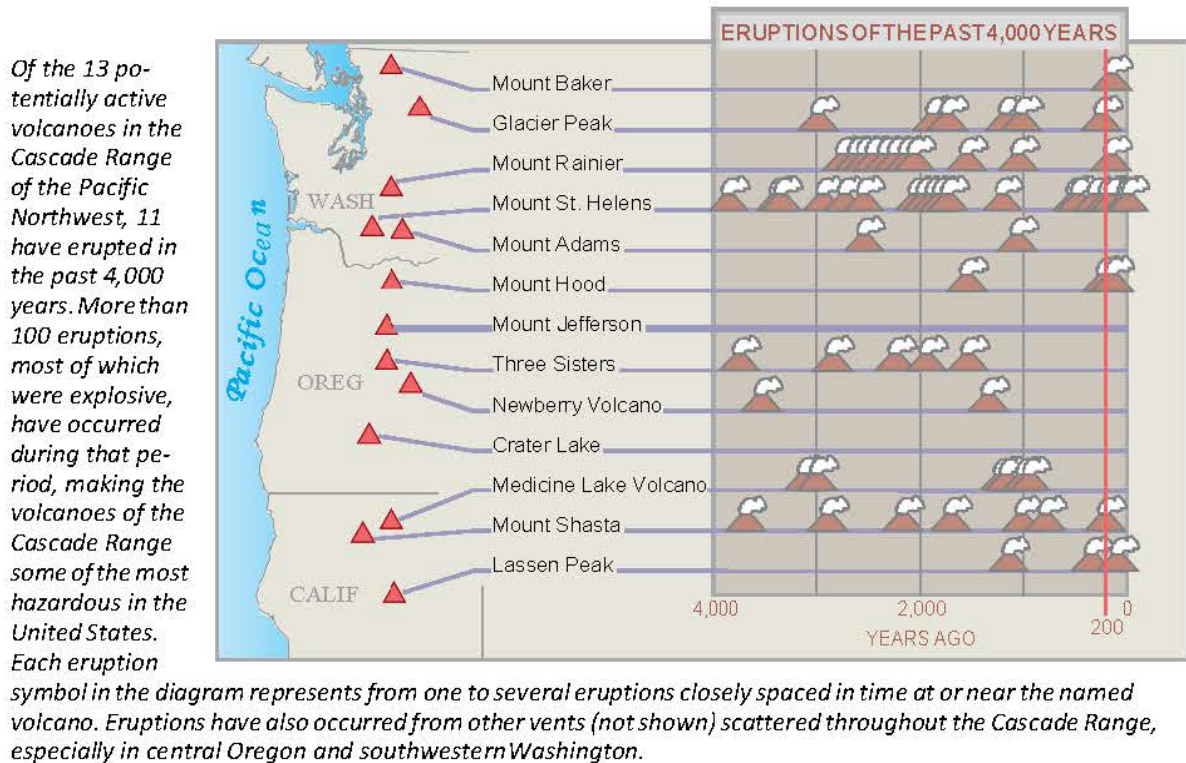 Of the 13 po-
tentially active
volcanoes in the
Cascade Range
of the Pacific
Northwest, 11
have erupted in
the past 4,000
years. More than
100 eruptions,
most of which
were explosive,
have occurred
during that pe-
riod, making the
volcanoes of the
Cascade Range
some of the most
hazardous in the
United States.
Each eruption
symbol in the diagram represents from one to several eruptions closely spaced in time at or near the named
volcano. Eruptions have also occurred from other vents (not shown) scattered throughout the Cascade Range,
especially in central Oregon and southwestern Washington.
Pacific Ocean
WASH
OREG
CALIF
ERUPTIONS OF THE PAST 4,000 YEARS
Mount Baker
Glacier Peak
Mount Rainier
Mount St. Helens
Mount Adams
Mount Hood
Mount Jefferson
Three Sisters
Newberry Volcano
Crater Lake
Medicine Lake Volcano
Mount Shasta
Lassen Peak
4,000 2,000 0
200
YEARS AGO